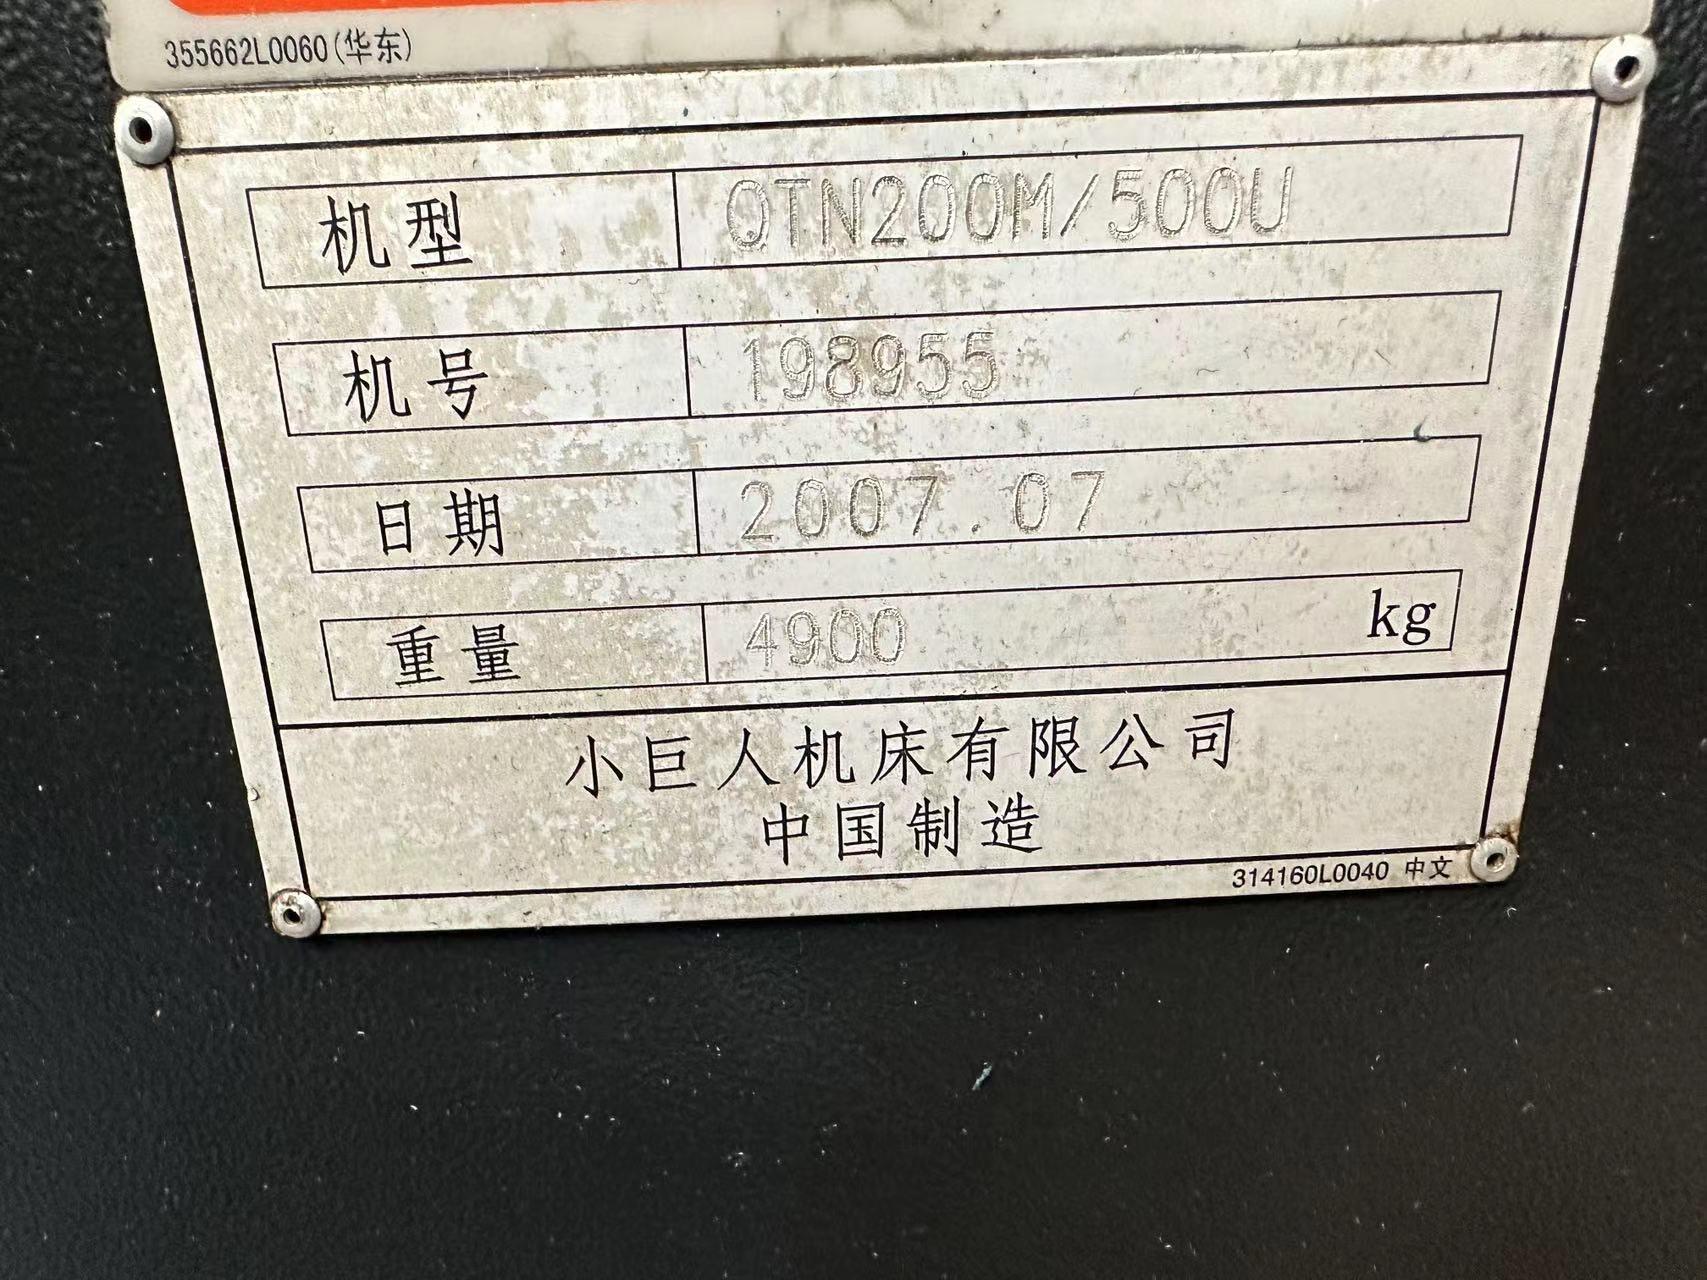 355662L0060(华东)
机型 QTN200M/500U
机号 198955
日期 2007.07
重量 4900 kg
小巨人机床有限公司
中国制造
314160L0040 中文